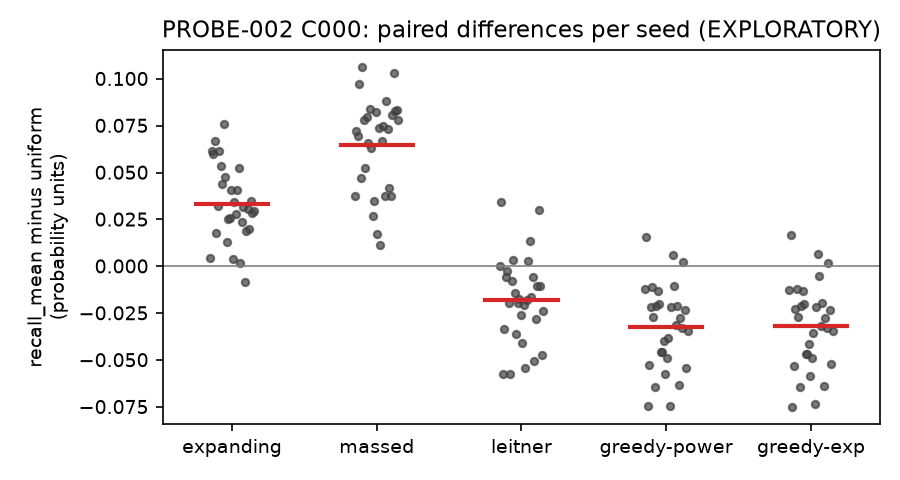 PROBE-002 C000: paired differences per seed (EXPLORATORY)
recall_mean minus uniform
(probability units)
0.100
0.075
0.050
0.025
0.000
−0.025
−0.050
−0.075
expanding
massed
leitner
greedy-power
greedy-exp